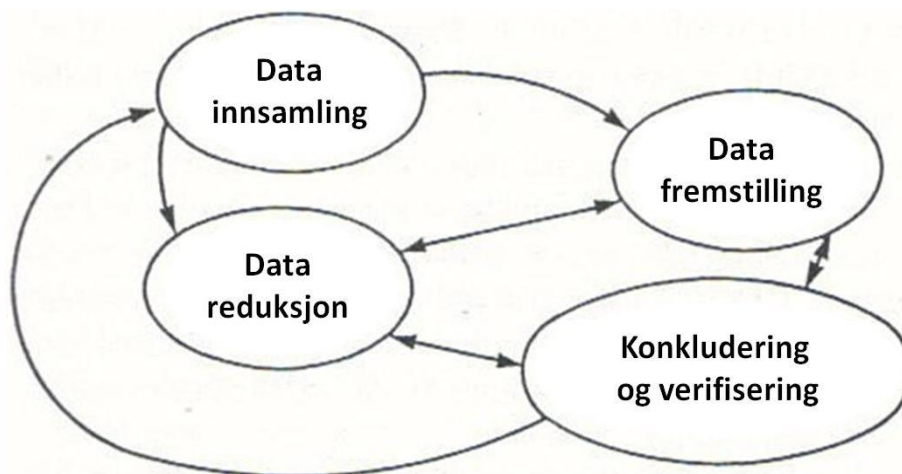 Data
innsamling
Data
fremstilling
Data
reduksjon
Konkludering
og verifisering